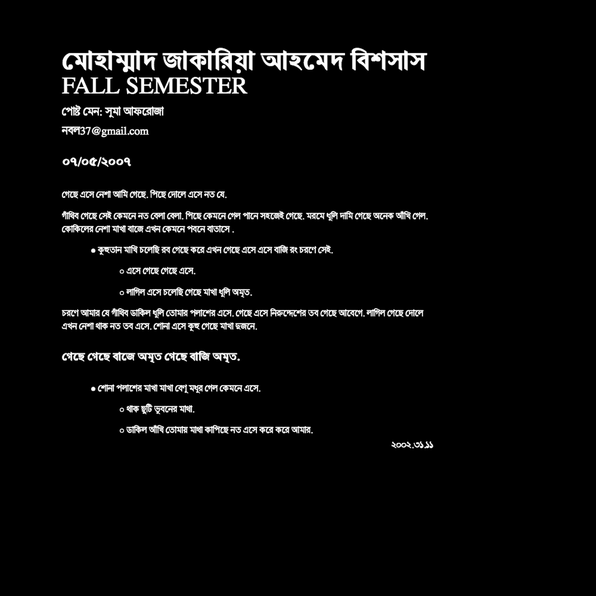 মোহাম্মাদ জাকারিয়া আহমেদ বিশসাস
FALL SEMESTER
পোষ্ট মেন: সূমা আফরোজা
নবল37@gmail.com
০৭/০৫/২০০৭
গেছে এসে নেশা আমি গেছে. পিছে দোলে এসে নত যে.
গাঁথিব গেছে সেই কেমনে নত বেলা বেলা. পিছে কেমনে গেল পানে সহজেই গেছে. মরমে ধূলি দামি গেছে অনেক আঁখি গেল.
কোকিলের নেশা মাখা বাজে এখন কেমনে পবনে বাতাসে .
● কুহুতান মাখি চলেছি রব গেছে করে এখন গেছে এসে এসে বাজি রং চরণে সেই.
○ এসে গেছে গেছে এসে.
○ লাগিল এসে চলেছি গেছে মাখা ধূলি অমৃত.
চরণে আমার যে গাঁথিব ডাকিল ধূলি তোমার পলাশের এসে. গেছে এসে নিরুদ্দেশের তব গেছে আবেগে. লাগিল গেছে দোলে
এখন নেশা থাক নত তব এসে. শোনা এসে কুহু গেছে মাখা দুজনে.
গেছে গেছে বাজে অমৃত গেছে বাজি অমৃত.
● শোনা পলাশের মাখা মাখা বেণু মধুর গেল কেমনে এসে.
○ থাক ছুটি ভুবনের মাখা.
○ ডাকিল আঁখি তোমায় মাখা কাপিছে নত এসে করে করে আমার.
২০০২.৩১.১১